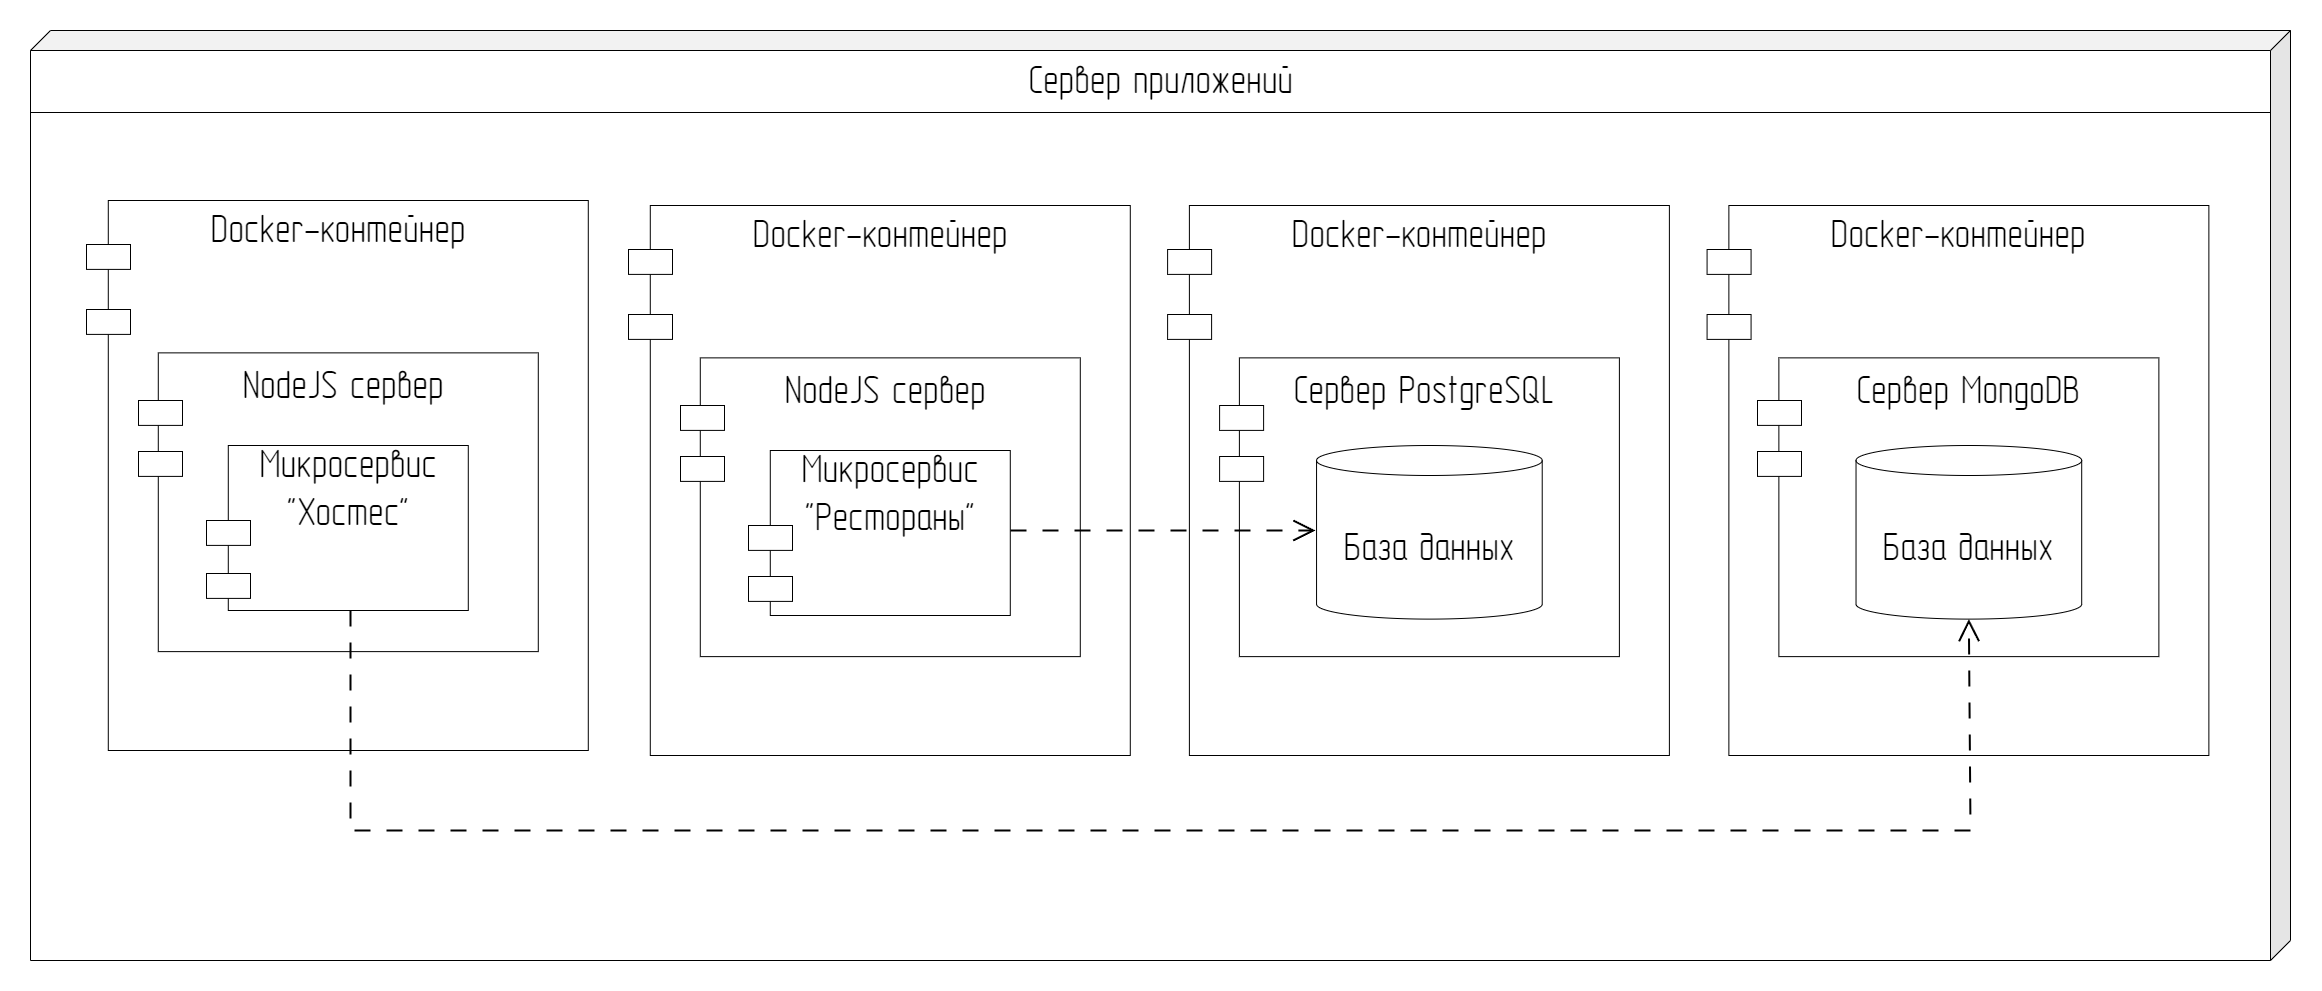 Сервер приложений
Docker-контейнер
NodeJS сервер
Микросервис
"Хостес"
Docker-контейнер
NodeJS сервер
Микросервис
"Рестораны"
Docker-контейнер
Сервер PostgreSQL
База данных
Docker-контейнер
Сервер MongoDB
База данных